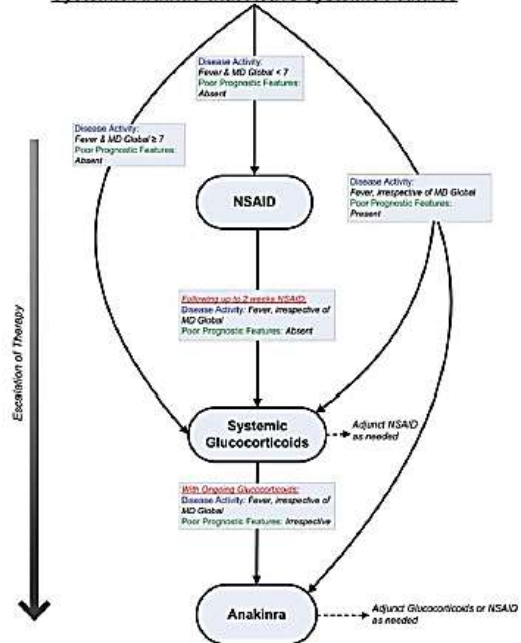 Disease Activity:
Fever & MD Global < 7
Poor Prognostic Features:
Absent
Disease Activity:
Fever & MD Global ≥ 7
Poor Prognostic Features:
Absent
Disease Activity:
Fever, irrespective of MD Global
Poor Prognostic Features:
Present
NSAID
Following up to 2 weeks NSAID:
Disease Activity: Fever, irrespective of
MD Global
Poor Prognostic Features: Absent
Escalation of Therapy
Systemic
Glucocorticoids
Adjunct NSAID
as needed
With Ongoing Glucocorticoids:
Disease Activity: Fever, irrespective of
MD Global
Poor Prognostic Features: Irrespective
Anakinra
Adjunct Glucocorticoids or NSAID
as needed